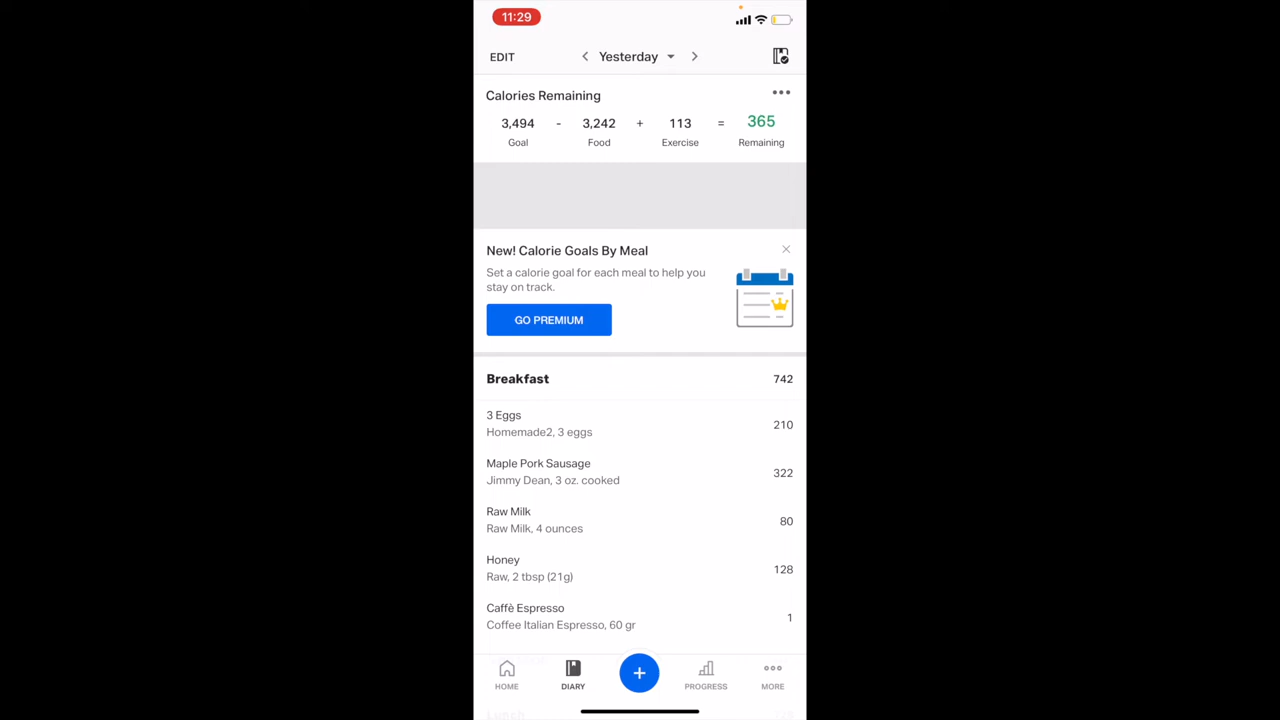 11:29
EDIT
Yesterday
Calories Remaining
3,494 - 3,242 + 113 = 365
Goal Food Exercise Remaining
New! Calorie Goals By Meal
Set a calorie goal for each meal to help you
stay on track.
GO PREMIUM
Breakfast 742
3 Eggs
Homemade2, 3 eggs
210
Maple Pork Sausage
Jimmy Dean, 3 oz. cooked
322
Raw Milk
Raw Milk, 4 ounces
80
Honey
Raw, 2 tbsp (21g)
128
Caffè Espresso
Coffee Italian Espresso, 60 gr
1
HOME DIARY + PROGRESS MORE
Lunch